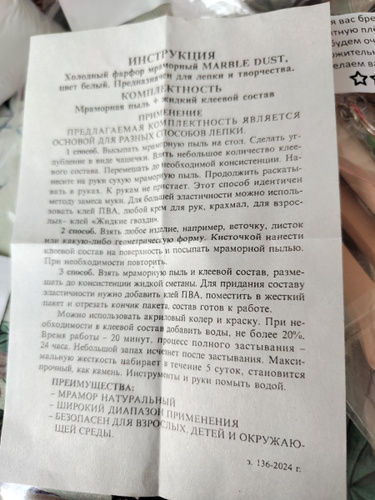 ИНСТРУКЦИЯ
Холодный фарфор мраморный MARBLE DUST,
цвет белый. Предназначен для лепки и творчества.
КОМПЛЕКТНОСТЬ
Мраморная пыль + жидкий клеевой состав
ПРИМЕНЕНИЕ
ПРЕДЛАГАЕМАЯ КОМПЛЕКТНОСТЬ ЯВЛЯЕТСЯ
ОСНОВОЙ ДЛЯ РАЗНЫХ СПОСОБОВ ЛЕПКИ.
1 способ. Высыпать мраморную пыль на стол. Сделать уг-
лубление в виде чашечки. Взять небольшое количество клее-
вого состава. Перемешать до необходимой консистенции. На-
нести на руки сухую мраморную пыль. Продолжить раскаты-
вать в руках. К рукам не пристает. Этот способ идентичен
методу замеса муки. Для большей эластичности можно исполь-
зовать клей ПВА, любой крем для рук, крахмал, для взрос-
лых– клей «Жидкие гвозди».
2 способ. Взять любое изделие, например, веточку, листок
или какую-либо геометрическую форму. Кисточкой нанести
клеевой состав на поверхность и посыпать мраморной пылью.
При необходимости повторить.
3 способ. Взять мраморную пыль и клеевой состав, разме-
шать до консистенции жидкой сметаны. Для придания составу
эластичности нужно добавить клей ПВА, поместить в жесткий
пакет и отрезать кончик пакета, состав готов к работе.
Можно использовать акриловый колер и краску. При не-
обходимости в клеевой состав добавить воды, не более 20%.
Время работы – 20 минут, процесс полного застывания –
24 часа. Небольшой запах исчезнет после застывания. Макси-
мальную жесткость набирает в течение 5 суток, становится
прочный, как камень. Инструменты и руки помыть водой.
ПРЕИМУЩЕСТВА:
– МРАМОР НАТУРАЛЬНЫЙ
– ШИРОКИЙ ДИАПАЗОН ПРИМЕНЕНИЯ
– БЕЗОПАСЕН ДЛЯ ВЗРОСЛЫХ, ДЕТЕЙ И ОКРУЖАЮ-
ЩЕЙ СРЕДЫ.
з. 136-2024 г.
вас бре
будем оче